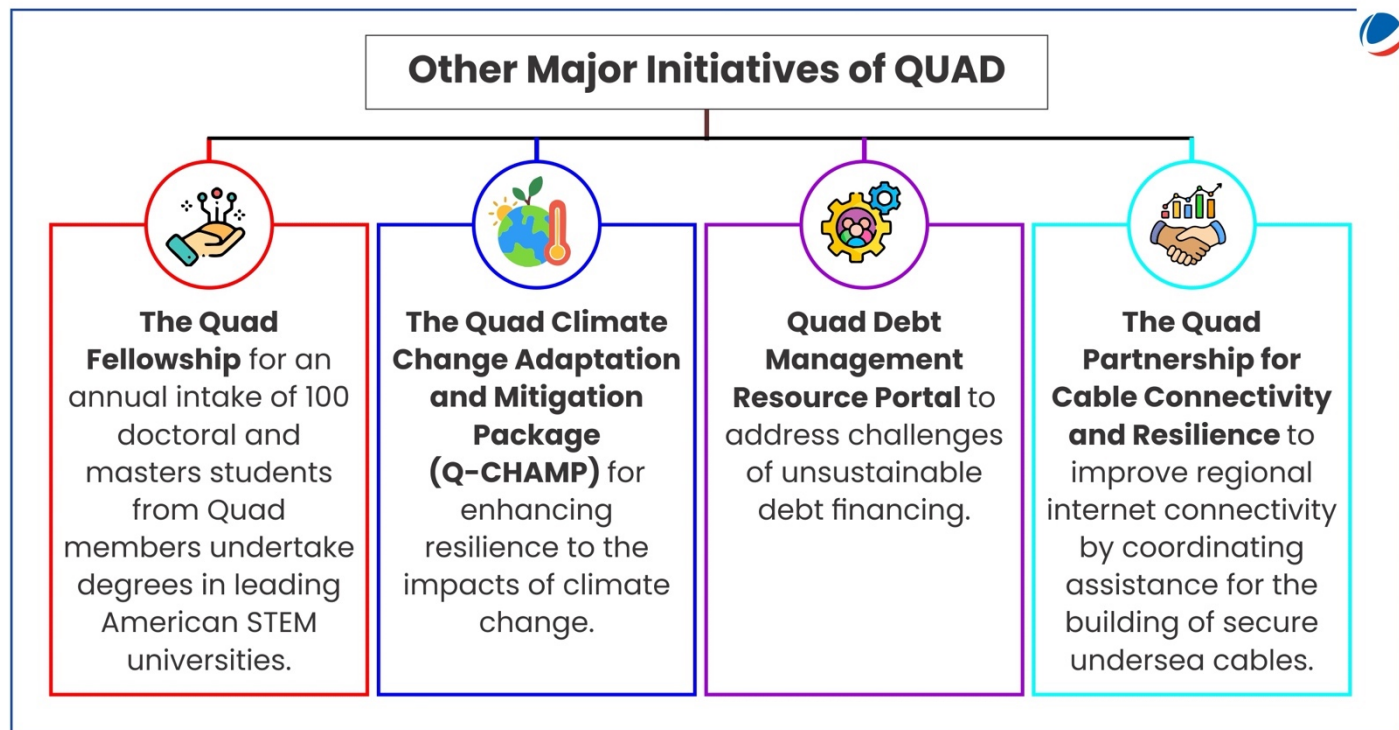 Other Major Initiatives of QUAD
The Quad
Fellowship for an
annual intake of 100
doctoral and
masters students
from Quad
members undertake
degrees in leading
American STEM
universities.
The Quad Climate
Change Adaptation
and Mitigation
Package
(Q-CHAMP) for
enhancing
resilience to the
impacts of climate
change.
Quad Debt
Management
Resource Portal to
address challenges
of unsustainable
debt financing.
The Quad
Partnership for
Cable Connectivity
and Resilience to
improve regional
internet connectivity
by coordinating
assistance for the
building of secure
undersea cables.